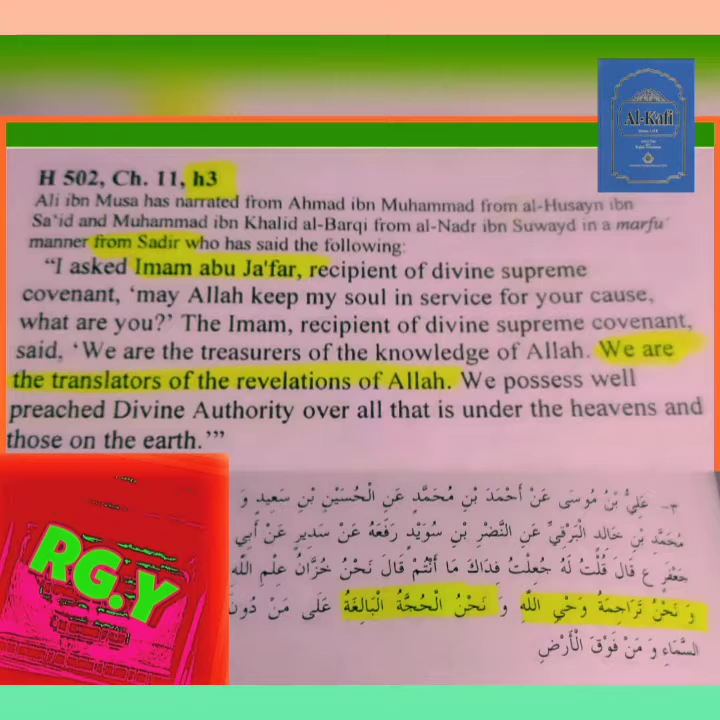 Al-Kafi
H 502, Ch. 11, h3
Ali ibn Musa has narrated from Ahmad ibn Muhammad from al-Husayn ibn
Sa'id and Muhammad ibn Khalid al-Barqi from al-Nadr ibn Suwayd in a marfu'
manner from Sadir who has said the following:
"I asked Imam abu Ja'far, recipient of divine supreme
covenant, 'may Allah keep my soul in service for your cause,
what are you?' The Imam, recipient of divine supreme covenant,
said, 'We are the treasurers of the knowledge of Allah. We are
the translators of the revelations of Allah. We possess well
preached Divine Authority over all that is under the heavens and
those on the earth.'"
٣- عَلِيُّ بْنُ مُوسَى عَنْ أَحْمَدَ بْنِ مُحَمَّدٍ عَنِ الْحُسَيْنِ بْنِ سَعِيدٍ وَ
مُحَمَّدِ بْنِ خَالِدٍ الْبَرْقِيِّ عَنِ النَّضْرِ بْنِ سُوَيْدٍ رَفَعَهُ عَنْ سَدِيرٍ عَنْ أَبِي
جَعْفَرٍ ع قَالَ قُلْتُ لَهُ جُعِلْتُ فِدَاكَ مَا أَنْتُمْ قَالَ نَحْنُ خُزَّانُ عِلْمِ اللَّهِ
وَ نَحْنُ تَرَاجِمَةُ وَحْيِ اللَّهِ وَ نَحْنُ الْحُجَّةُ الْبَالِغَةُ عَلَى مَنْ دُونَ
السَّمَاءِ وَ مَنْ فَوْقَ الْأَرْضِ
RG.Y